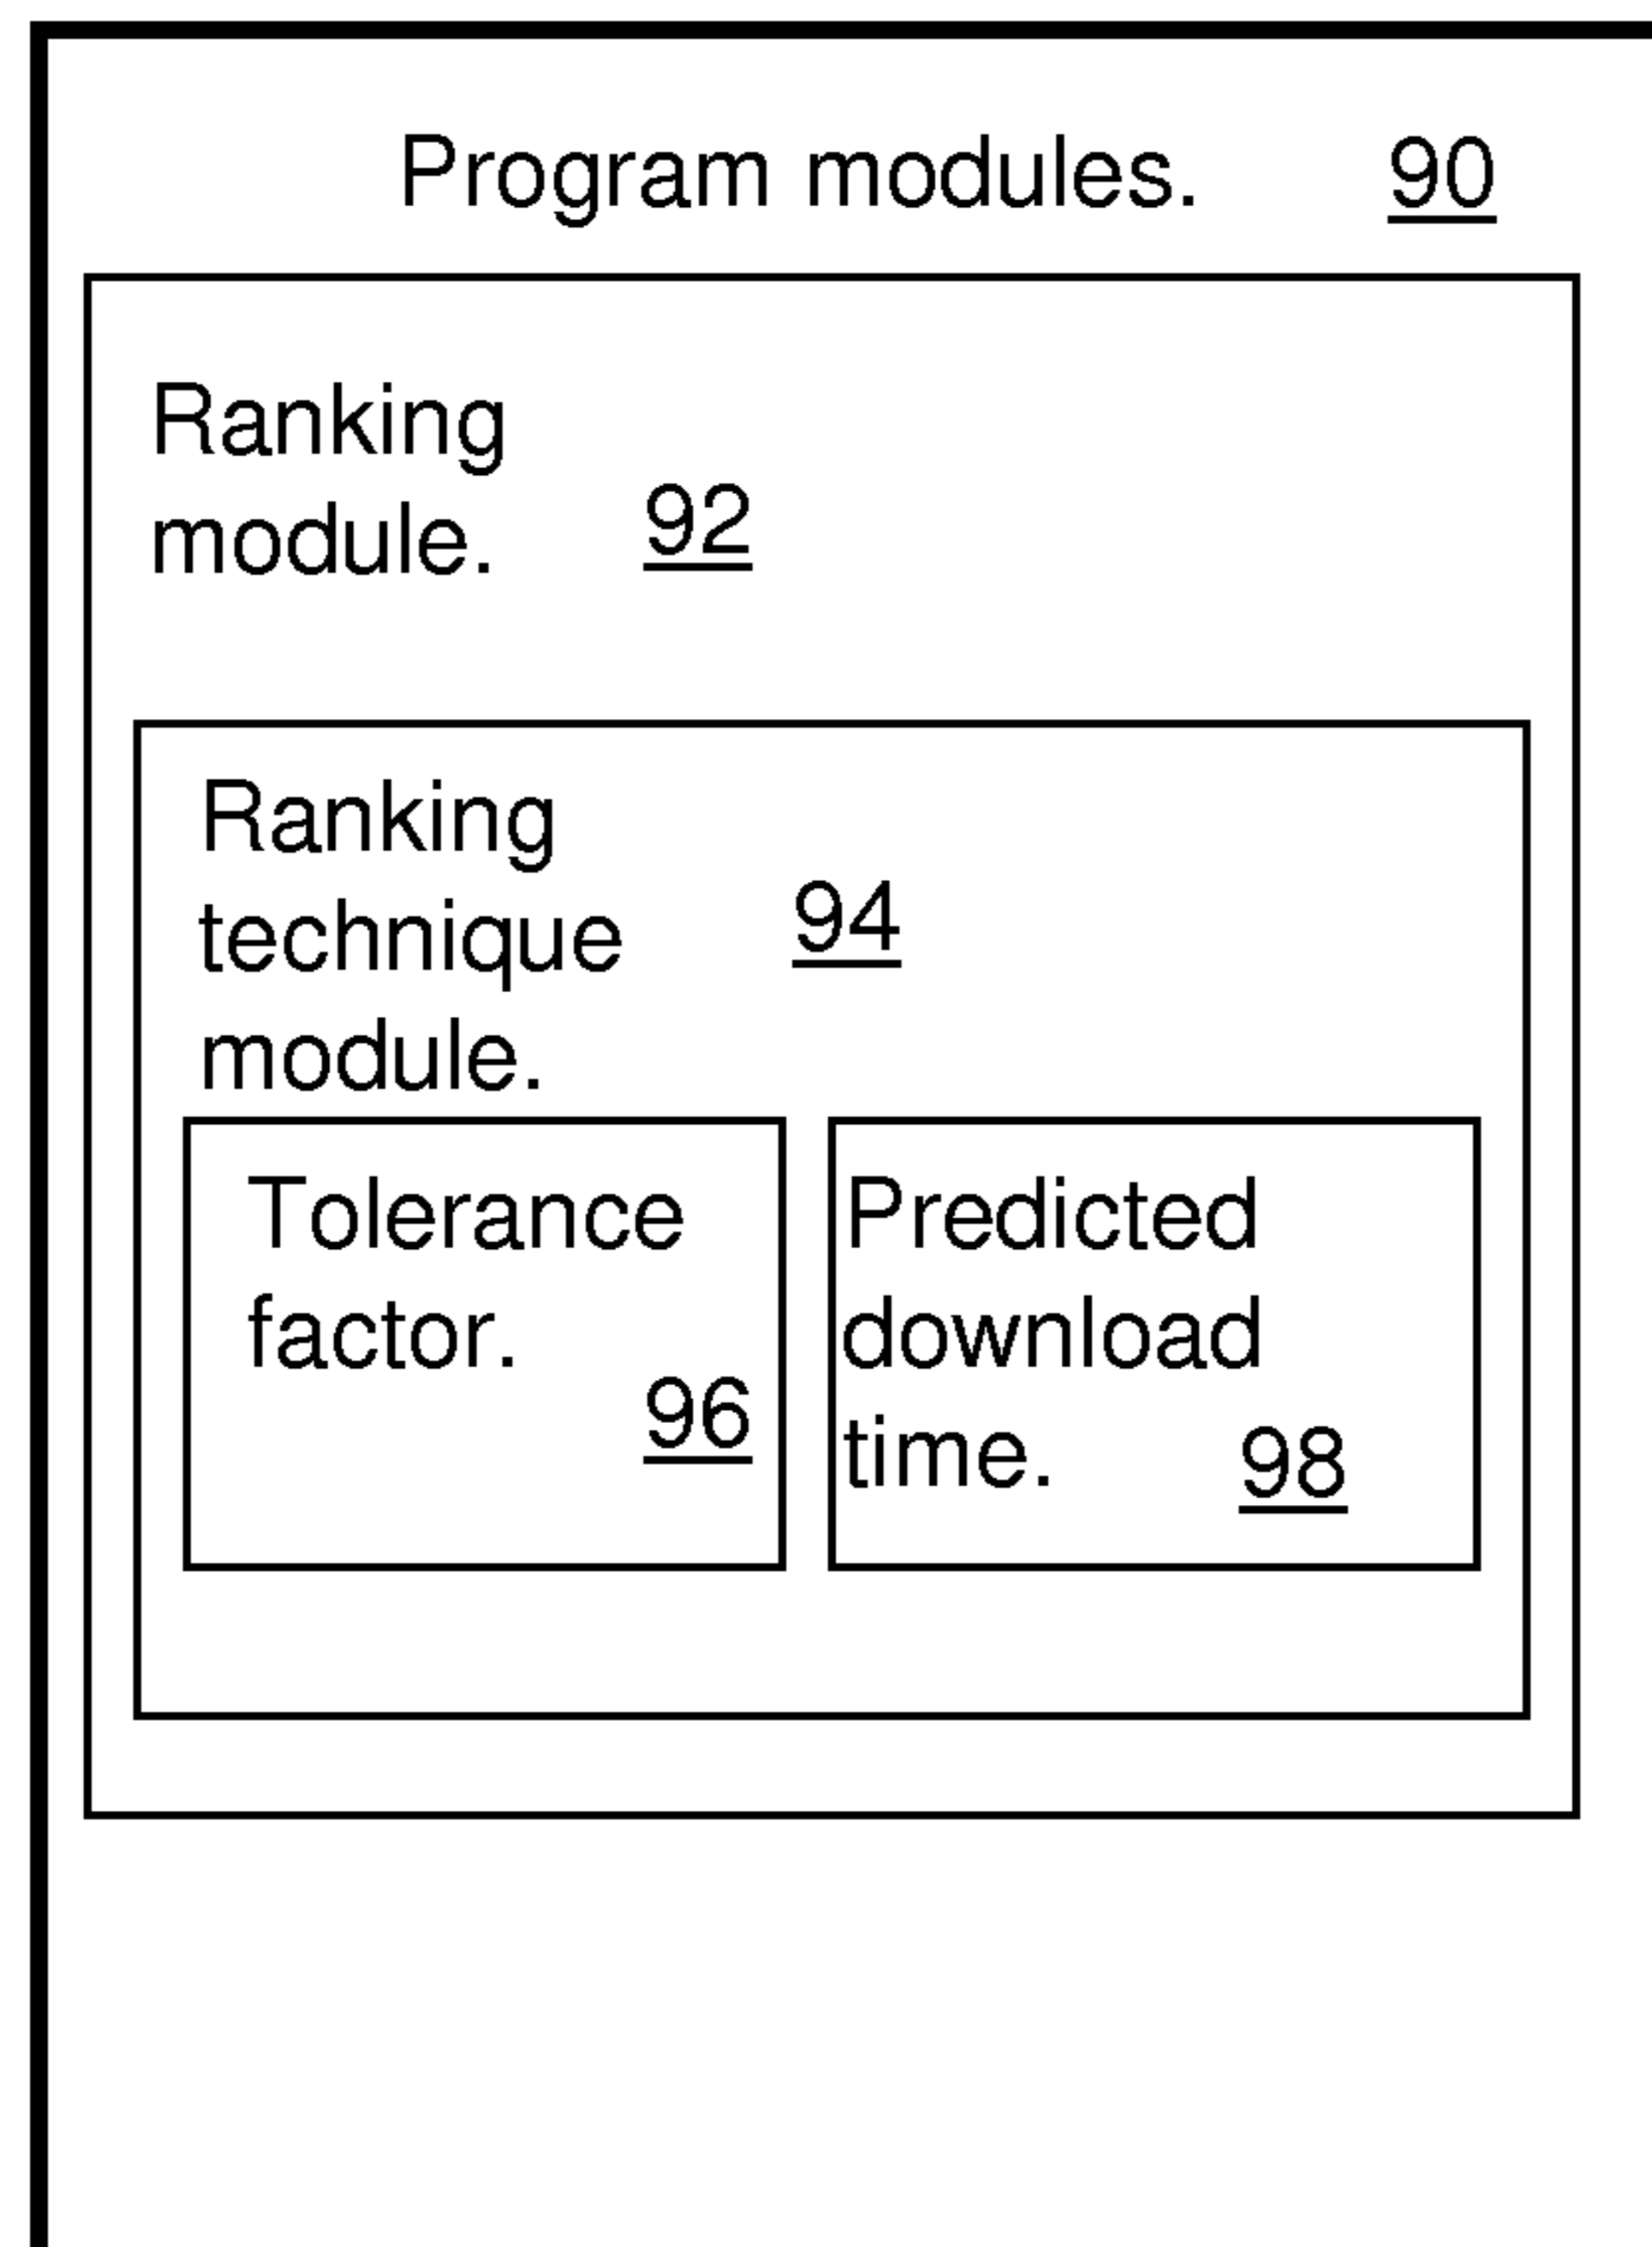 Program modules. 90
Ranking
module. 92
Ranking
technique 94
module.
Tolerance
factor.
96
Predicted
download
time. 98